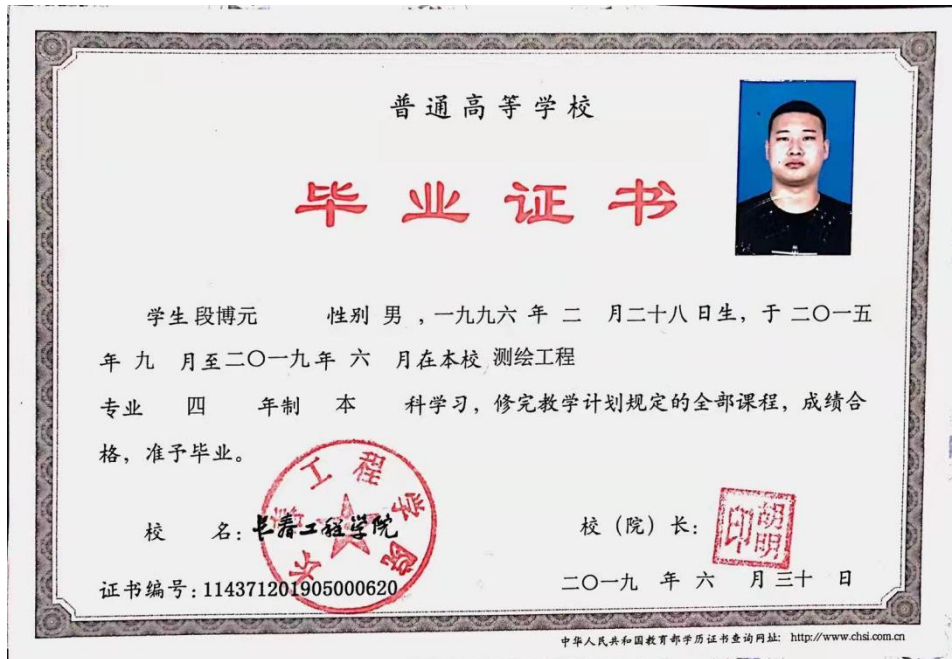 普通高等学校
毕业证书
学生 段博元 性别 男 ,一九九六 年 二 月二十八日生, 于 二〇一五
年 九 月至二〇一九年 六 月在本校 测绘工程
专业 四 年制 本 科学习, 修完教学计划规定的全部课程, 成绩合
格, 准予毕业。
长春工程学院
校 名: 长春工程学院
校 (院) 长:
胡明印
证书编号: 114371201905000620
二〇一九 年 六 月三十 日
中华人民共和国教育部学历证书查询网址: http://www.chsi.com.cn